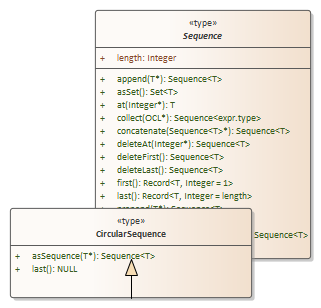 «type»
Sequence
+ length: Integer
+ append(T*): Sequence<T>
+ asSet(): Set<T>
+ at(Integer*): T
+ collect(OCL*): Sequence<expr.type>
+ concatenate(Sequence<T>*): Sequence<T>
+ deleteAt(Integer*): Sequence<T>
+ deleteFirst(): Sequence<T>
+ deleteLast(): Sequence<T>
+ first(): Record<T, Integer = 1>
+ last(): Record<T, Integer = length>
Sequence<T>
«type»
CircularSequence
+ asSequence(T*): Sequence<T>
+ last(): NULL